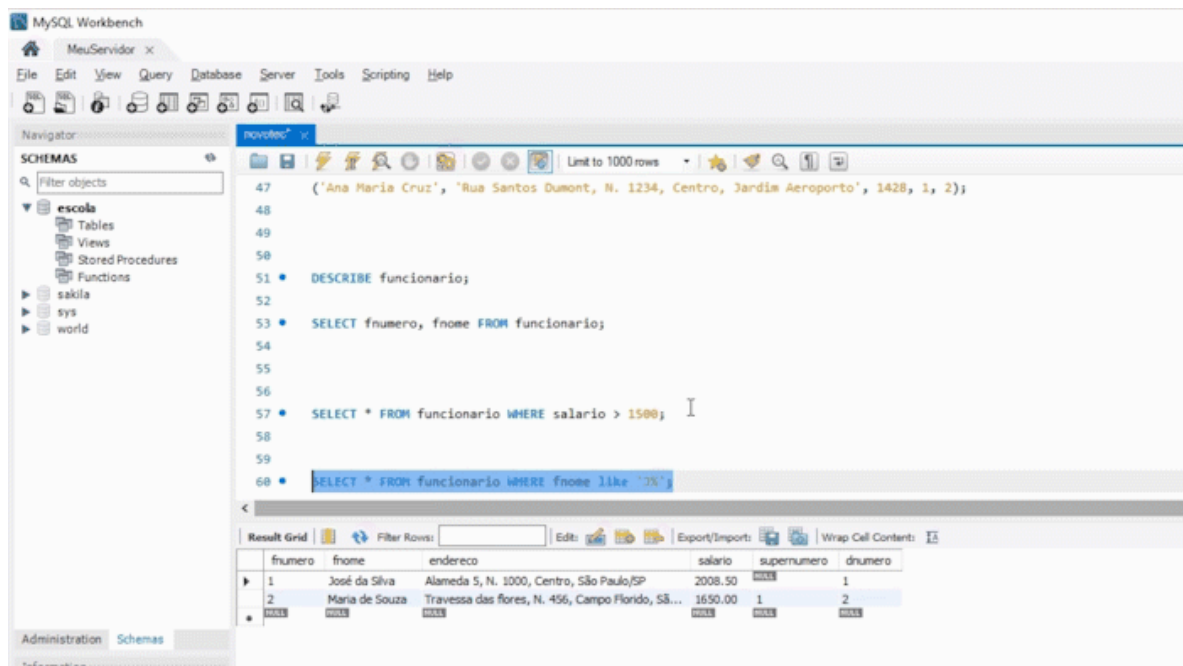 MySQL Workbench
MeuServidor
File Edit View Query Database Server Tools Scripting Help
Navigator
novotec*
SCHEMAS
Limit to 1000 rows
Filter objects
47 ('Ana Maria Cruz', 'Rua Santos Dumont, N. 1234, Centro, Jardim Aeroporto', 1428, 1, 2);
escola
48
Tables
49
Views
50
Stored Procedures
Functions
51 DESCRIBE funcionario;
sakila
52
sys
53 SELECT fnumero, fnome FROM funcionario;
world
54
55
56
57 SELECT * FROM funcionario WHERE salario > 1500;
58
59
60 SELECT * FROM funcionario WHERE fnome like 'J%';
Result Grid Filter Rows: Edit: Export/Import: Wrap Cell Content:
fnumero fnome endereco salario supernumero dnumero
1 José da Silva Alameda 5, N. 1000, Centro, São Paulo/SP 2008.50 NULL 1
2 Maria de Souza Travessa das flores, N. 456, Campo Florido, Sã... 1650.00 1 2
NULL NULL NULL NULL NULL NULL
Administration Schemas
Information